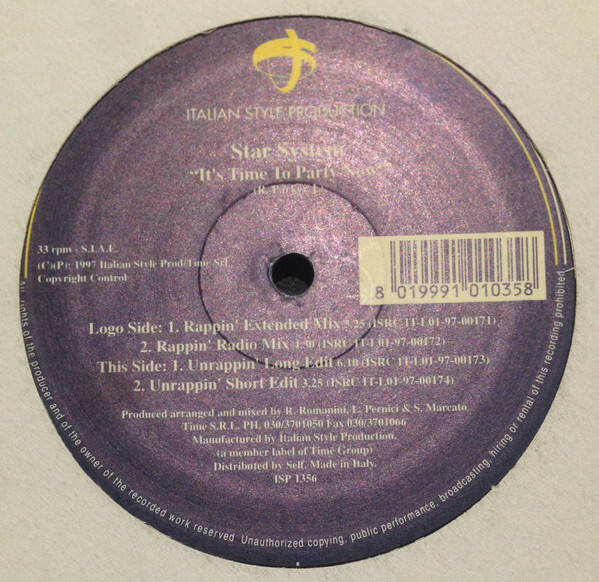 ITALIAN STYLE PRODUCTION
Star System
"It's Time To Party Now"
(R. Parker Jr.)
33 rpm - S.I.A.E.
(C)(P): 1997 Italian Style Prod/Time Srl.
Copyright Control
8 019991 010358
Logo Side: 1. Rappin' Extended Mix 5.25 (ISRC IT-L01-97-00171)
2. Rappin' Radio Mix 4.50 (ISRC IT-L01-97-00172)
This Side: 1. Unrappin' Long Edit 6.10 (ISRC IT-L01-97-00173)
2. Unrappin' Short Edit 3.25 (ISRC IT-L01-97-00174)
Produced arranged and mixed by R. Romanini, L. Pernici & S. Marcato
Time S.R.L. PH. 030/3701050 Fax 030/3701066
Manufactured by Italian Style Production.
(a member label of Time Group)
Distributed by Self. Made in Italy.
ISP 1356
All rights of the producer and of the owner of the recorded work reserved Unauthorized copying, public performance, broadcasting, hiring or rental of this recording prohibited.